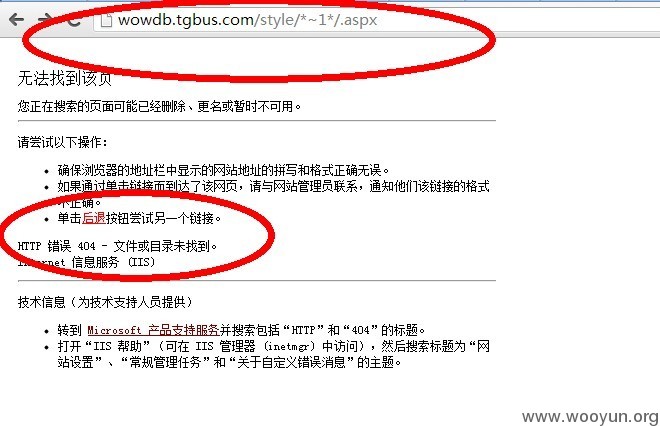 wowdb.tgbus.com/style/*~1*/.aspx
无法找到该页
您正在搜索的页面可能已经删除、更名或暂时不可用。
请尝试以下操作：
确保浏览器的地址栏中显示的网站地址的拼写和格式正确无误。
如果通过单击链接而到达了该网页，请与网站管理员联系，通知他们该链接的格式
不正确。
单击后退按钮尝试另一个链接。
HTTP 错误 404 - 文件或目录未找到。
Internet 信息服务 (IIS)
技术信息（为技术支持人员提供）
转到 Microsoft 产品支持服务并搜索包括“HTTP”和“404”的标题。
打开“IIS 帮助”（可在 IIS 管理器 (inetmgr) 中访问），然后搜索标题为“网
站设置”、“常规管理任务”和“关于自定义错误消息”的主题。
www.wooyun.org